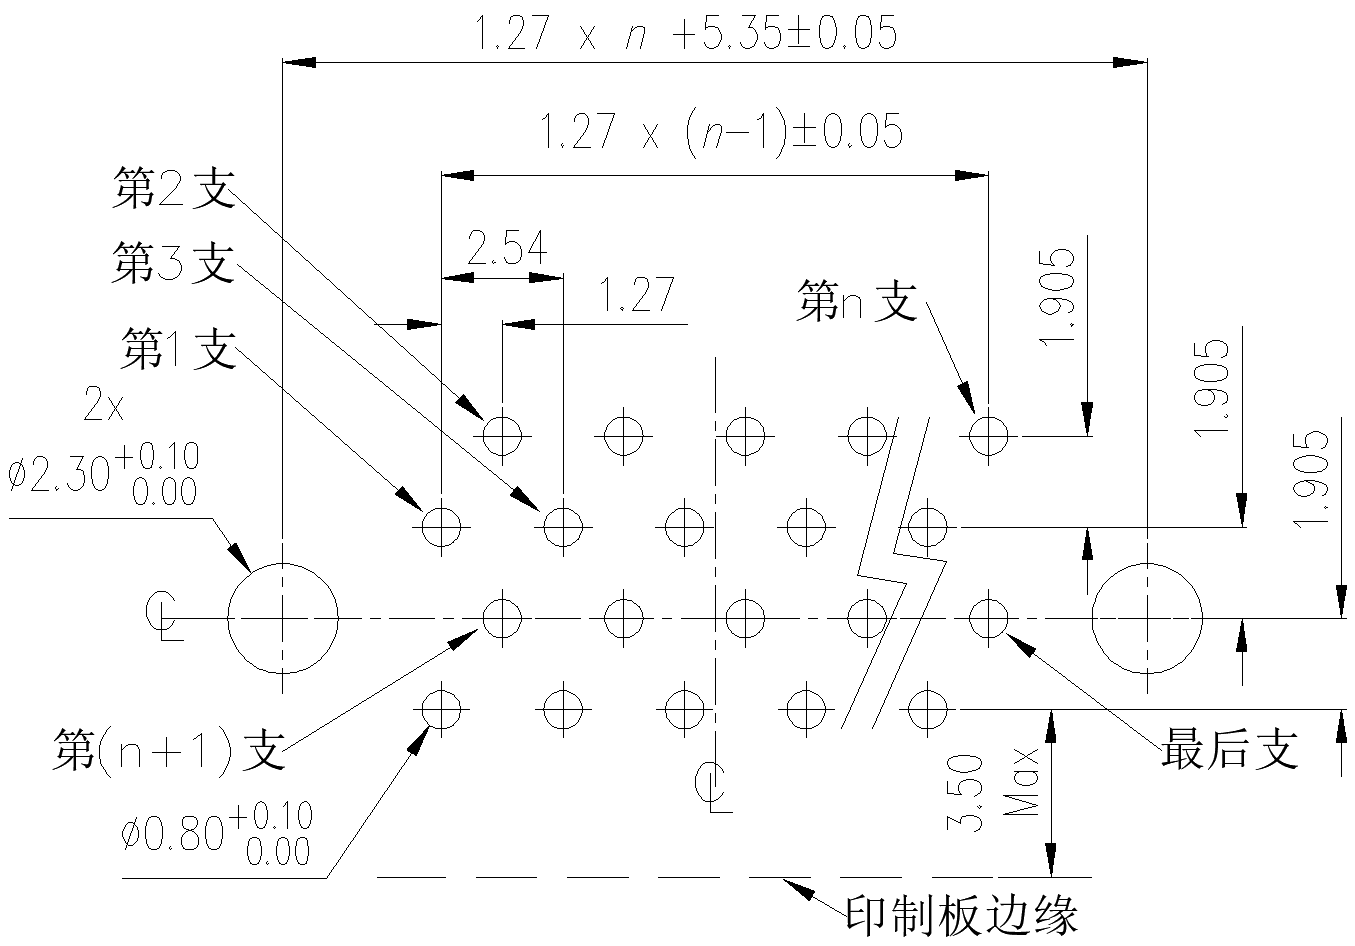 1.27 x n +5.35±0.05
1.27 x (n-1)±0.05
第2支
2.54
第3支
1.27
第n支
1.905
第1支
1.905
2x
ø2.30+0.10
0.00
1.905
℄
第(n+1)支
最后支
3.50
Max
℄
ø0.80+0.10
0.00
印制板边缘